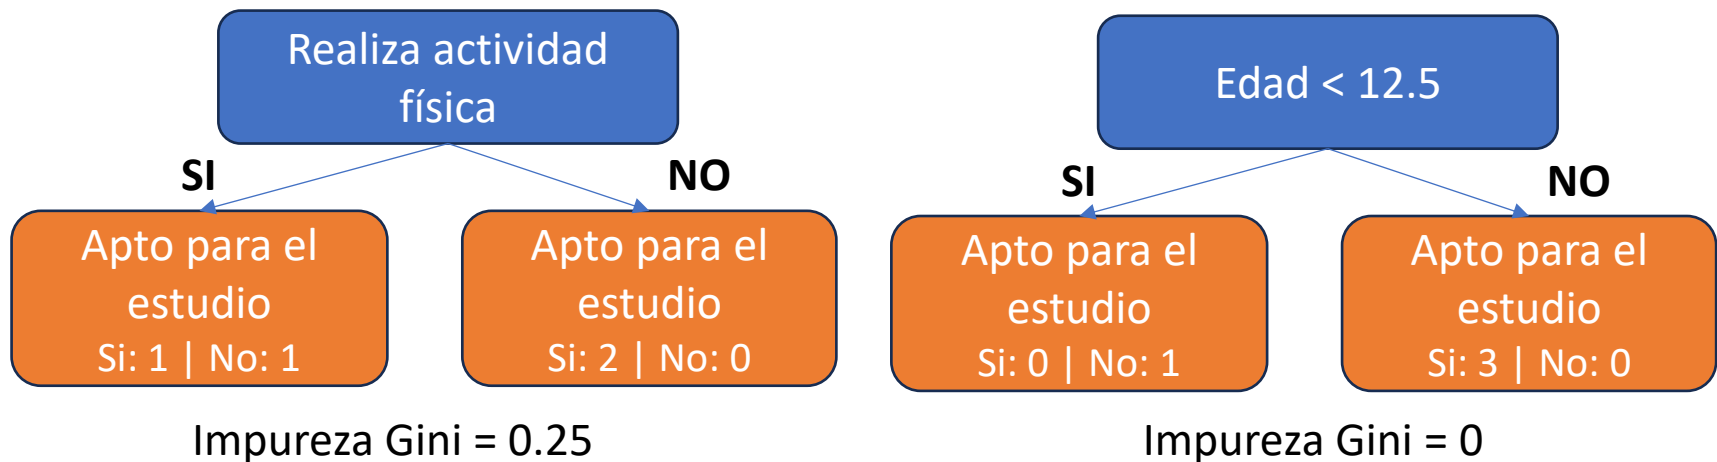 Realiza actividad
física
SI
NO
Apto para el
estudio
Si: 1 | No: 1
Apto para el
estudio
Si: 2 | No: 0
Impureza Gini = 0.25
Edad < 12.5
SI
NO
Apto para el
estudio
Si: 0 | No: 1
Apto para el
estudio
Si: 3 | No: 0
Impureza Gini = 0